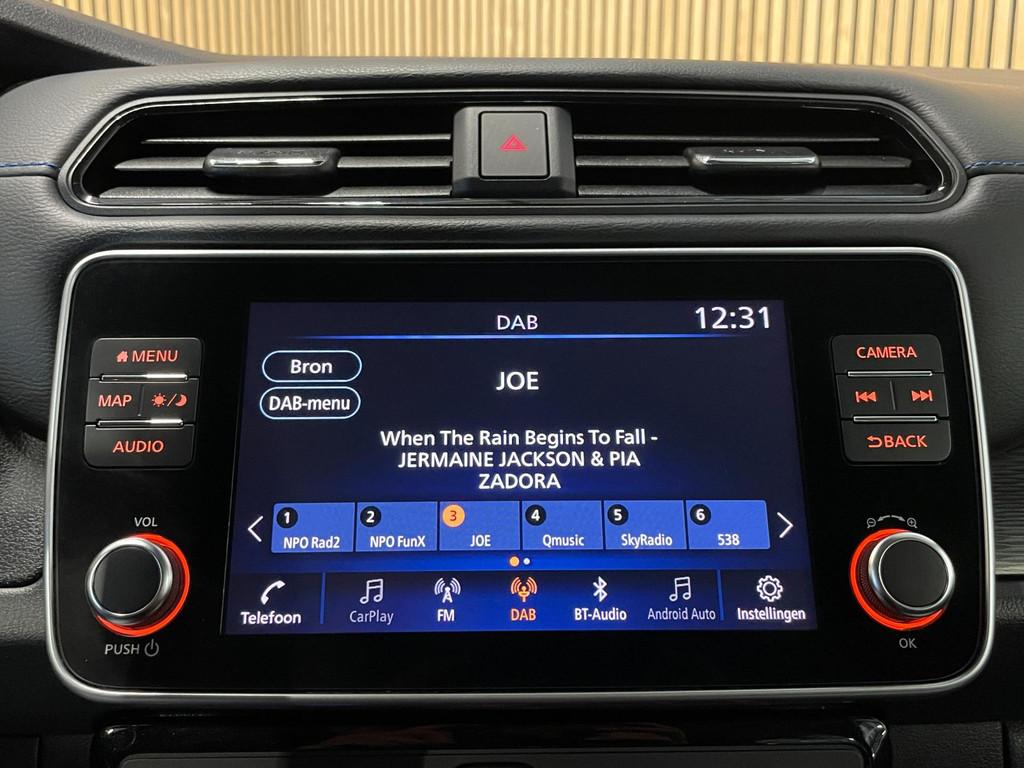 DAB
12:31
MENU
MAP
AUDIO
VOL
PUSH
Bron
DAB-menu
JOE
When The Rain Begins To Fall -
JERMAINE JACKSON & PIA
ZADORA
1 2 3 4 5 6
NPO Rad2 NPO FunX JOE Qmusic SkyRadio 538
Telefoon CarPlay FM DAB BT-Audio Android Auto Instellingen
CAMERA
BACK
OK